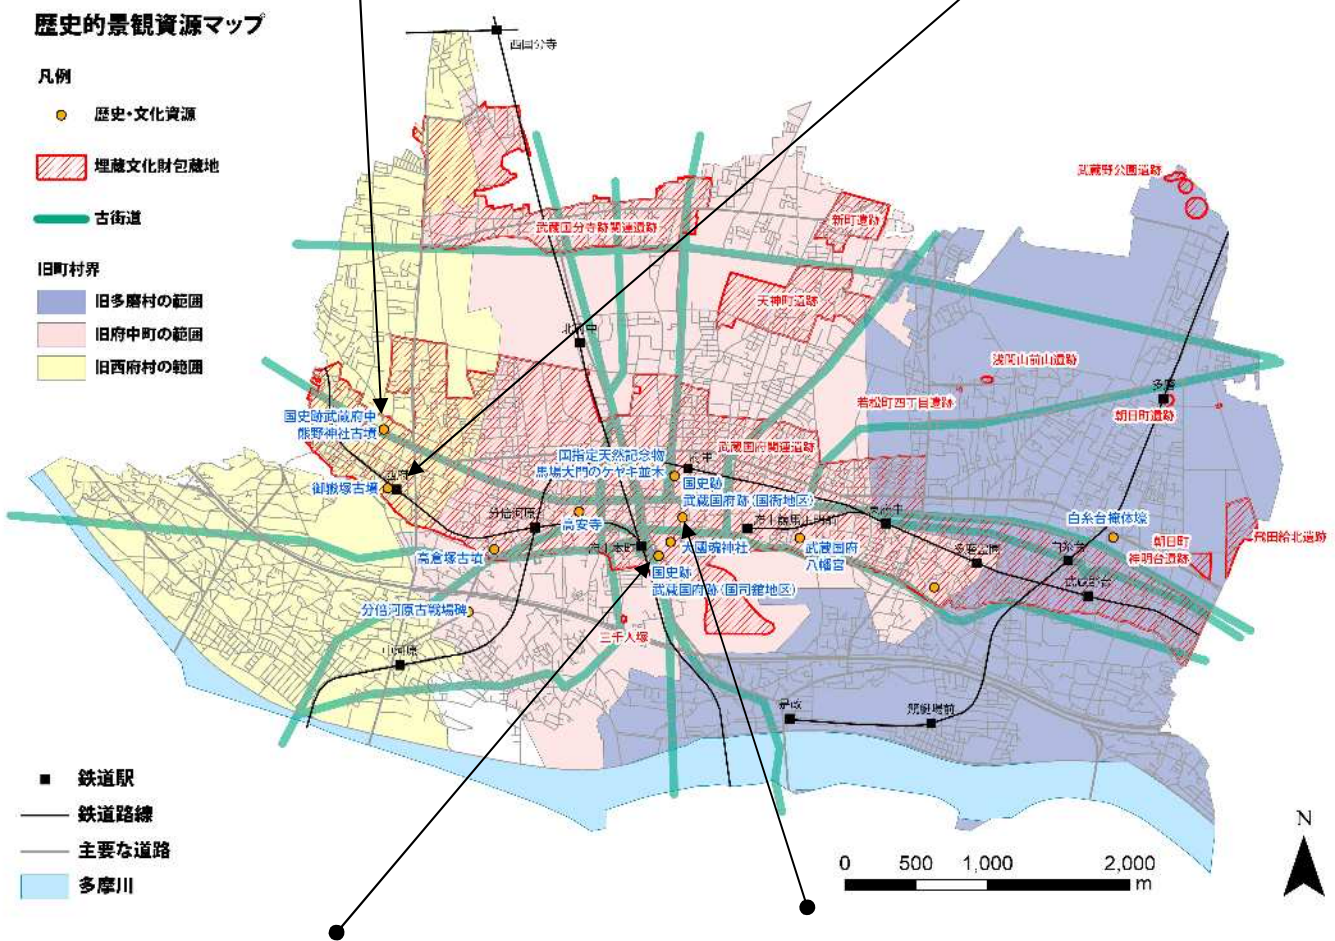 歴史的景観資源マップ
凡例
歴史・文化資源
埋蔵文化財包蔵地
古街道
旧町村界
旧多磨村の範囲
旧府中町の範囲
旧西府村の範囲
西国分寺
武蔵野公園遺跡
新町遺跡
武蔵国分寺跡関連遺跡
天神町遺跡
北府中
浅間山前山遺跡
多磨
若松町四丁目遺跡
朝日町遺跡
国史跡武蔵府中
熊野神社古墳
武蔵国府関連遺跡
国指定天然記念物
馬場大門のケヤキ並木
府中
西府
御嶽塚古墳
国史跡
武蔵国府跡(国衙地区)
分倍河原
高安寺
東府中
白糸台掩体壕
飛田給北遺跡
朝日町
神明台遺跡
武蔵国府
八幡宮
大國魂神社
府中本町
高倉塚古墳
多磨霊園
白糸台
国史跡
武蔵国府跡(国司館地区)
武蔵野台
分倍河原古戦場碑
三千人塚
中河原
是政
競艇場前
鉄道駅
鉄道路線
主要な道路
多摩川
0 500 1,000 2,000
m
N